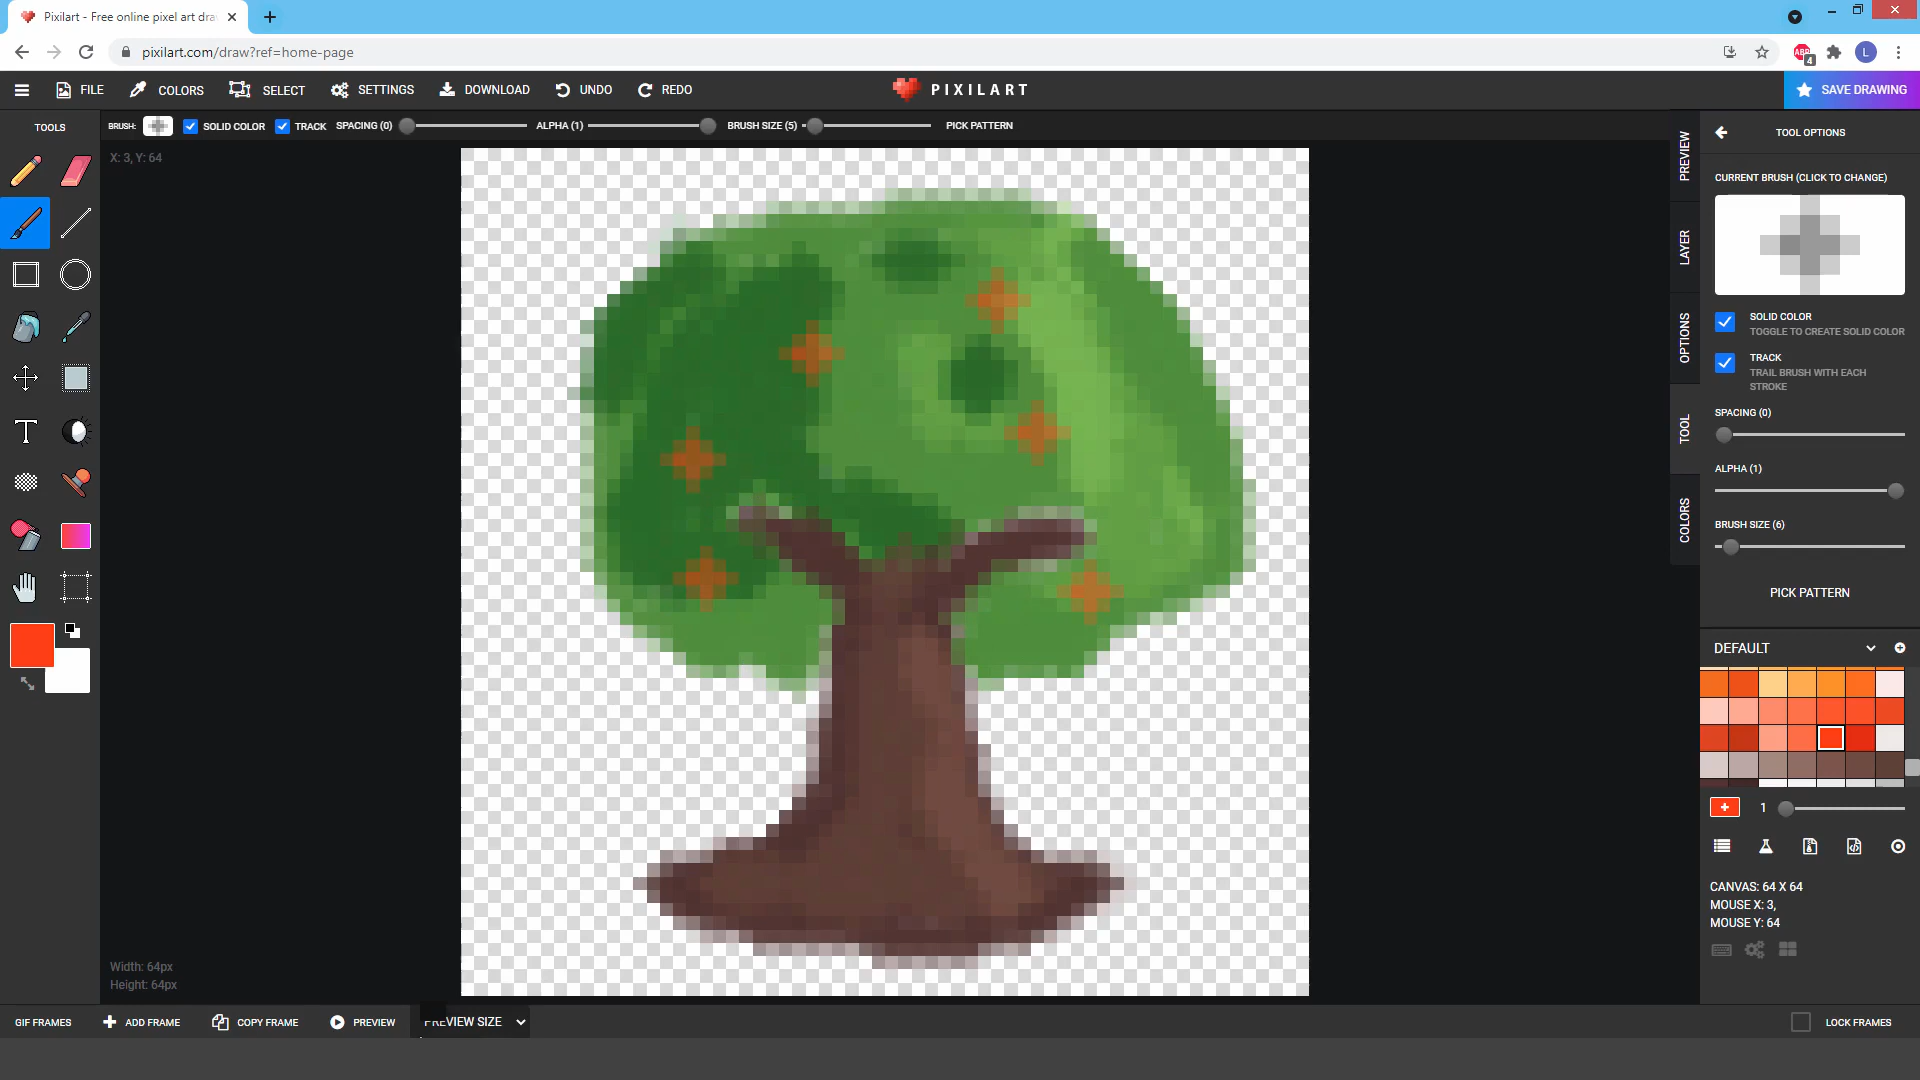 Pixilart - Free online pixel art dra
pixilart.com/draw?ref=home-page
4
L
FILE
COLORS
SELECT
SETTINGS
DOWNLOAD
UNDO
REDO
PIXILART
SAVE DRAWING
TOOLS
BRUSH:
SOLID COLOR
TRACK
SPACING (0)
ALPHA (1)
BRUSH SIZE (5)
PICK PATTERN
X: 3, Y: 64
PREVIEW
LAYER
OPTIONS
TOOL
COLORS
TOOL OPTIONS
CURRENT BRUSH (CLICK TO CHANGE)
SOLID COLOR
TOGGLE TO CREATE SOLID COLOR
TRACK
TRAIL BRUSH WITH EACH
STROKE
SPACING (0)
ALPHA (1)
BRUSH SIZE (6)
PICK PATTERN
DEFAULT
1
CANVAS: 64 X 64
MOUSE X: 3,
MOUSE Y: 64
Width: 64px
Height: 64px
GIF FRAMES
ADD FRAME
COPY FRAME
PREVIEW
PREVIEW SIZE
LOCK FRAMES